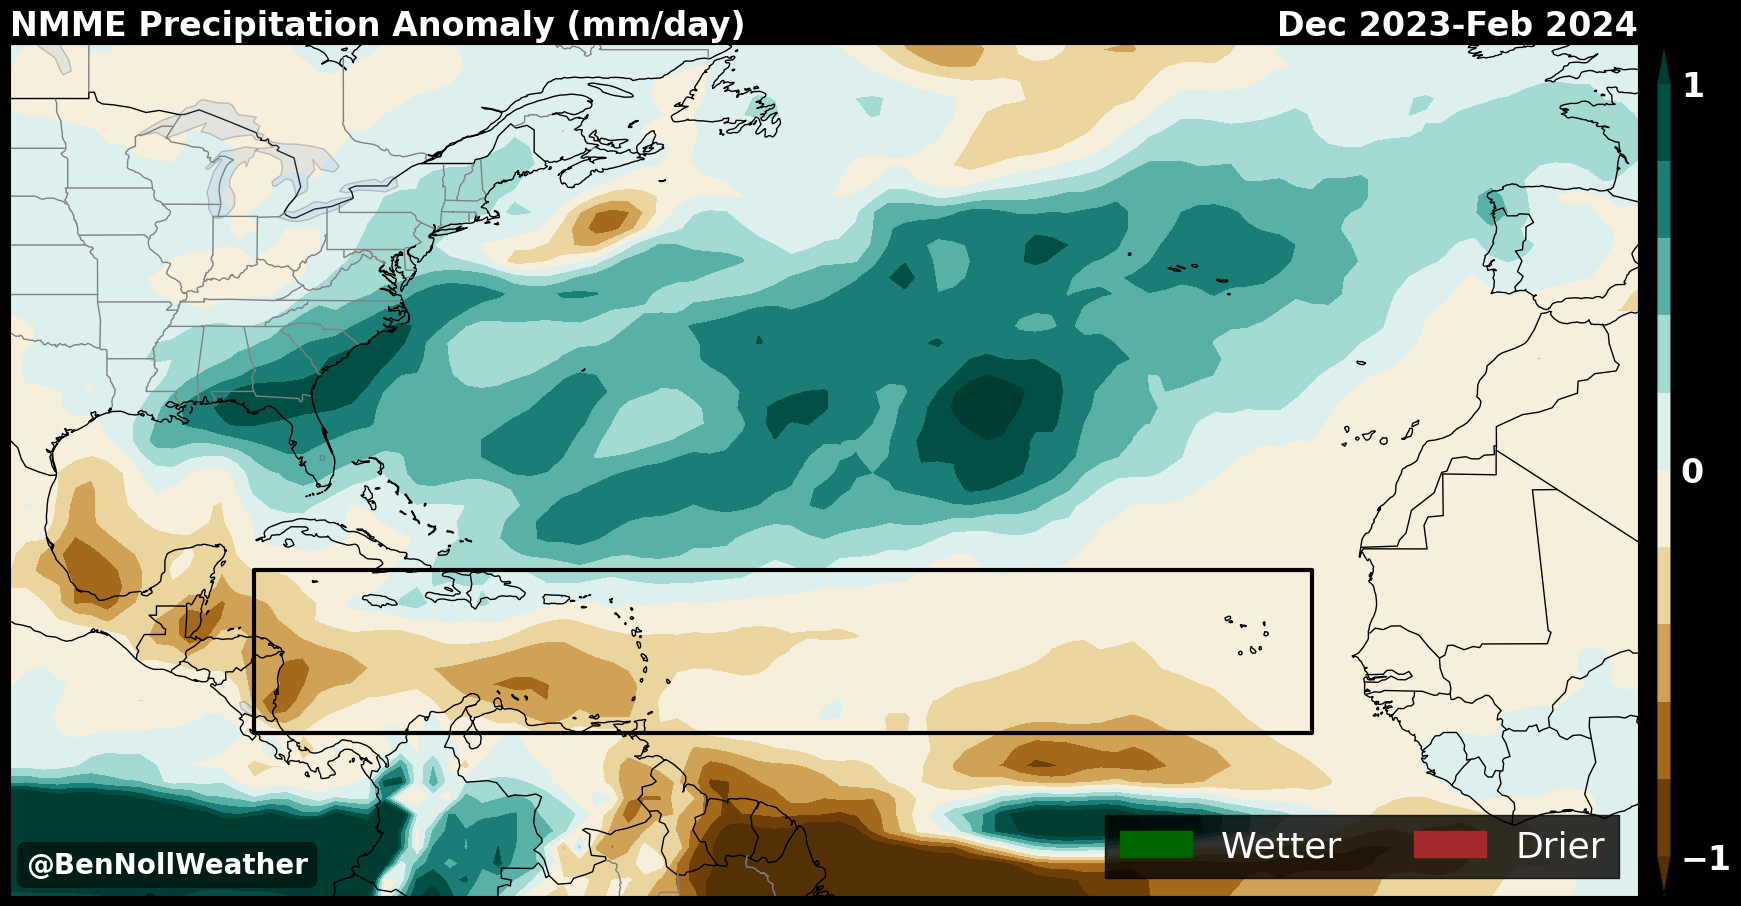 NMME Precipitation Anomaly (mm/day) Dec 2023-Feb 2024
1
0
−1
Wetter Drier
@BenNollWeather